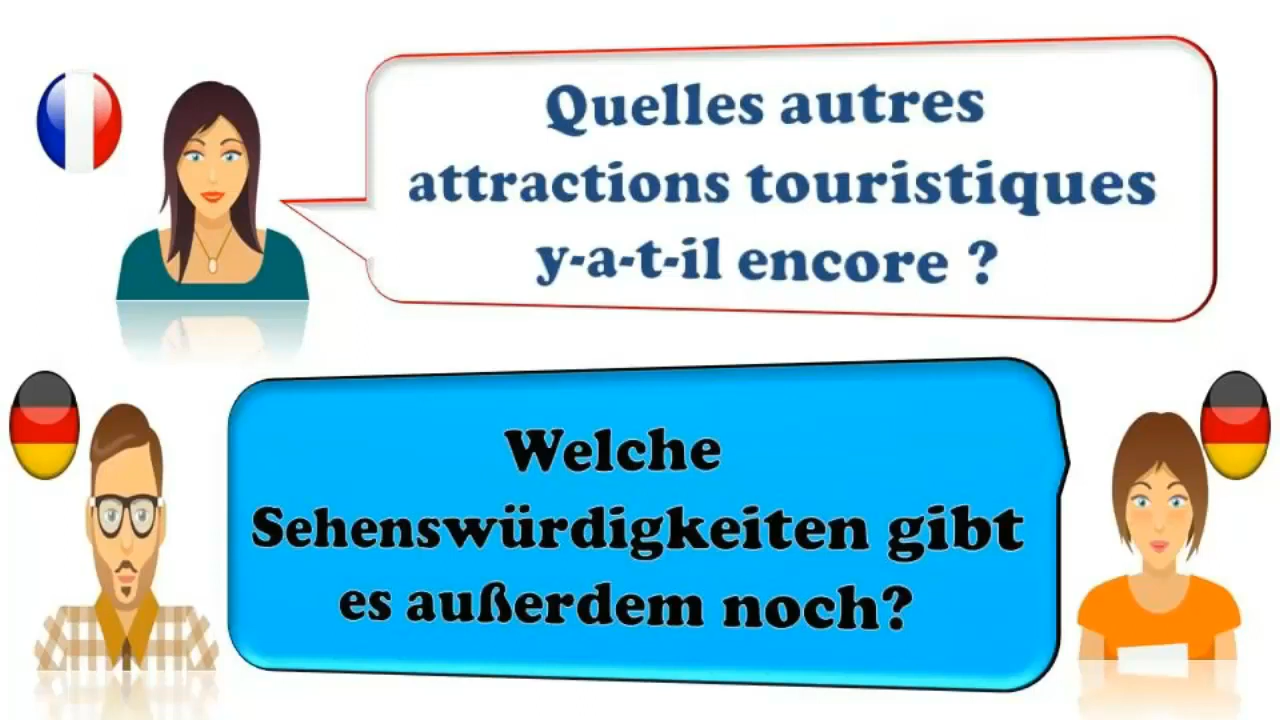 Quelles autres
attractions touristiques
y-a-t-il encore ?
Welche
Sehenswürdigkeiten gibt
es außerdem noch?